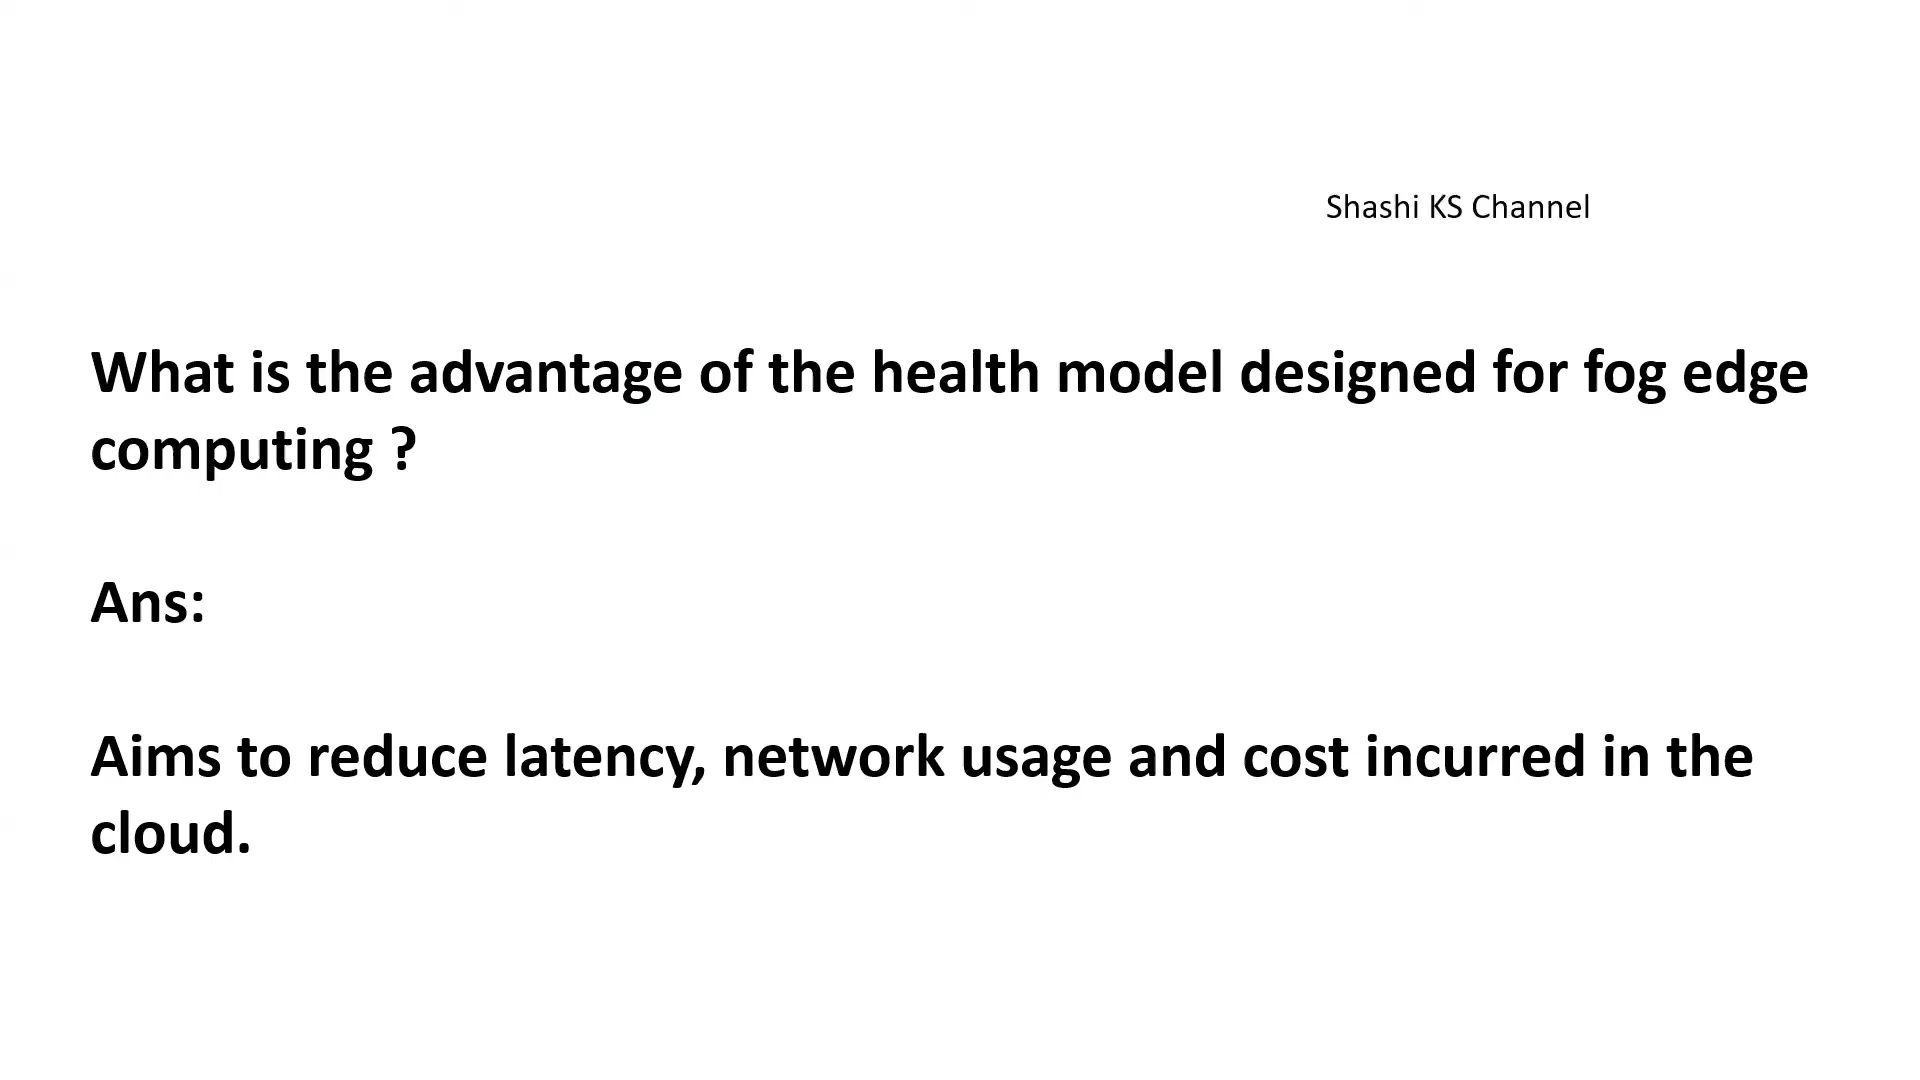 Shashi KS Channel
What is the advantage of the health model designed for fog edge
computing ?
Ans:
Aims to reduce latency, network usage and cost incurred in the
cloud.